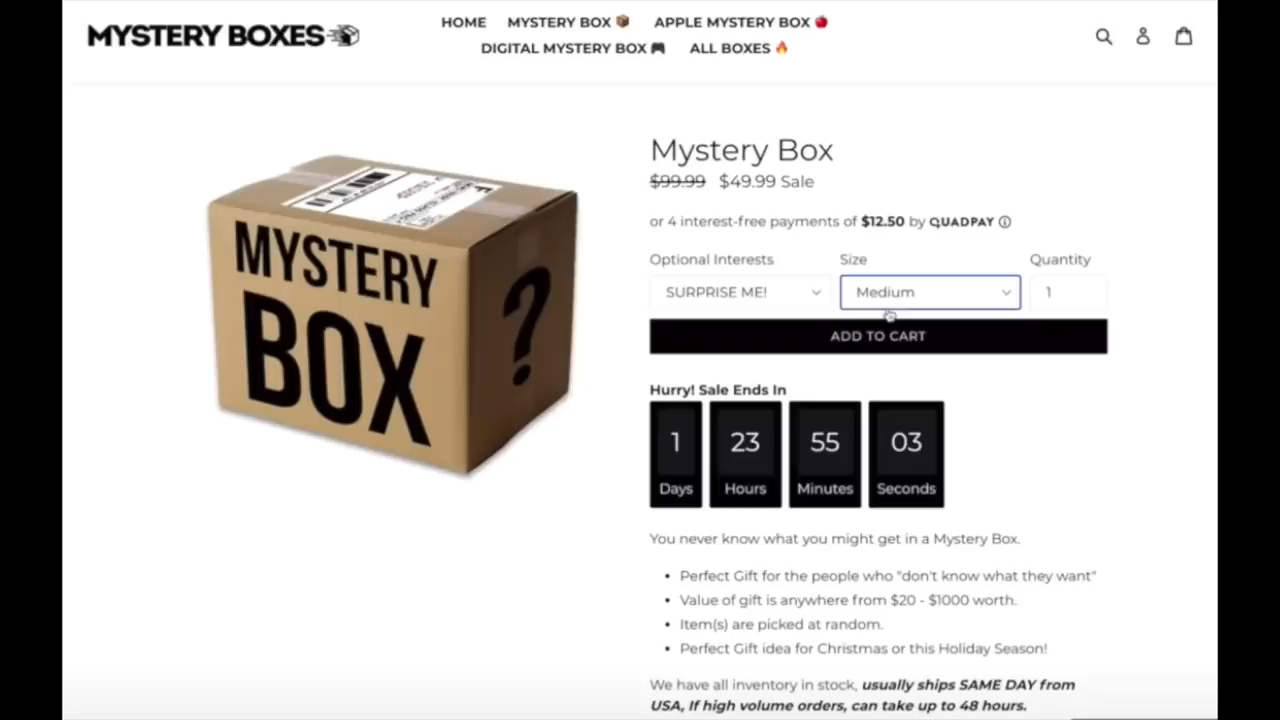 MYSTERY BOXES
HOME MYSTERY BOX APPLE MYSTERY BOX
DIGITAL MYSTERY BOX ALL BOXES
MYSTERY
BOX
?
F
Mystery Box
$99.99 $49.99 Sale
or 4 interest-free payments of $12.50 by QUADPAY
Optional Interests Size Quantity
SURPRISE ME! Medium 1
ADD TO CART
Hurry! Sale Ends In
1 23 55 03
Days Hours Minutes Seconds
You never know what you might get in a Mystery Box.
• Perfect Gift for the people who "don't know what they want"
• Value of gift is anywhere from $20 - $1000 worth.
• Item(s) are picked at random.
• Perfect Gift idea for Christmas or this Holiday Season!
We have all inventory in stock, usually ships SAME DAY from
USA, If high volume orders, can take up to 48 hours.